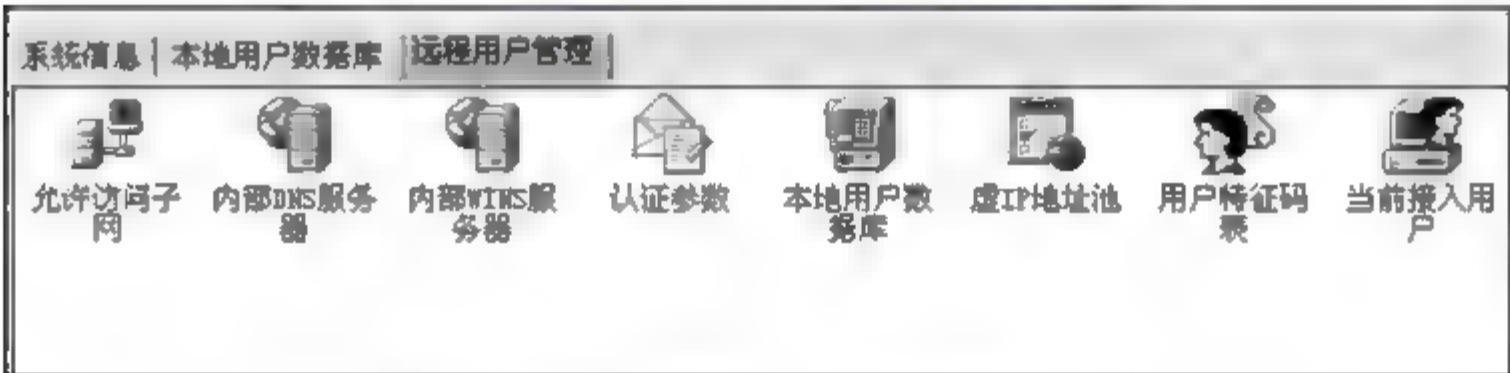 系统信息 本地用户数据库 远程用户管理
允许访问子网
内部DNS服务器
内部WINS服务器
认证参数
本地用户数据库
虚IP地址池
用户特征码表
当前接入用户